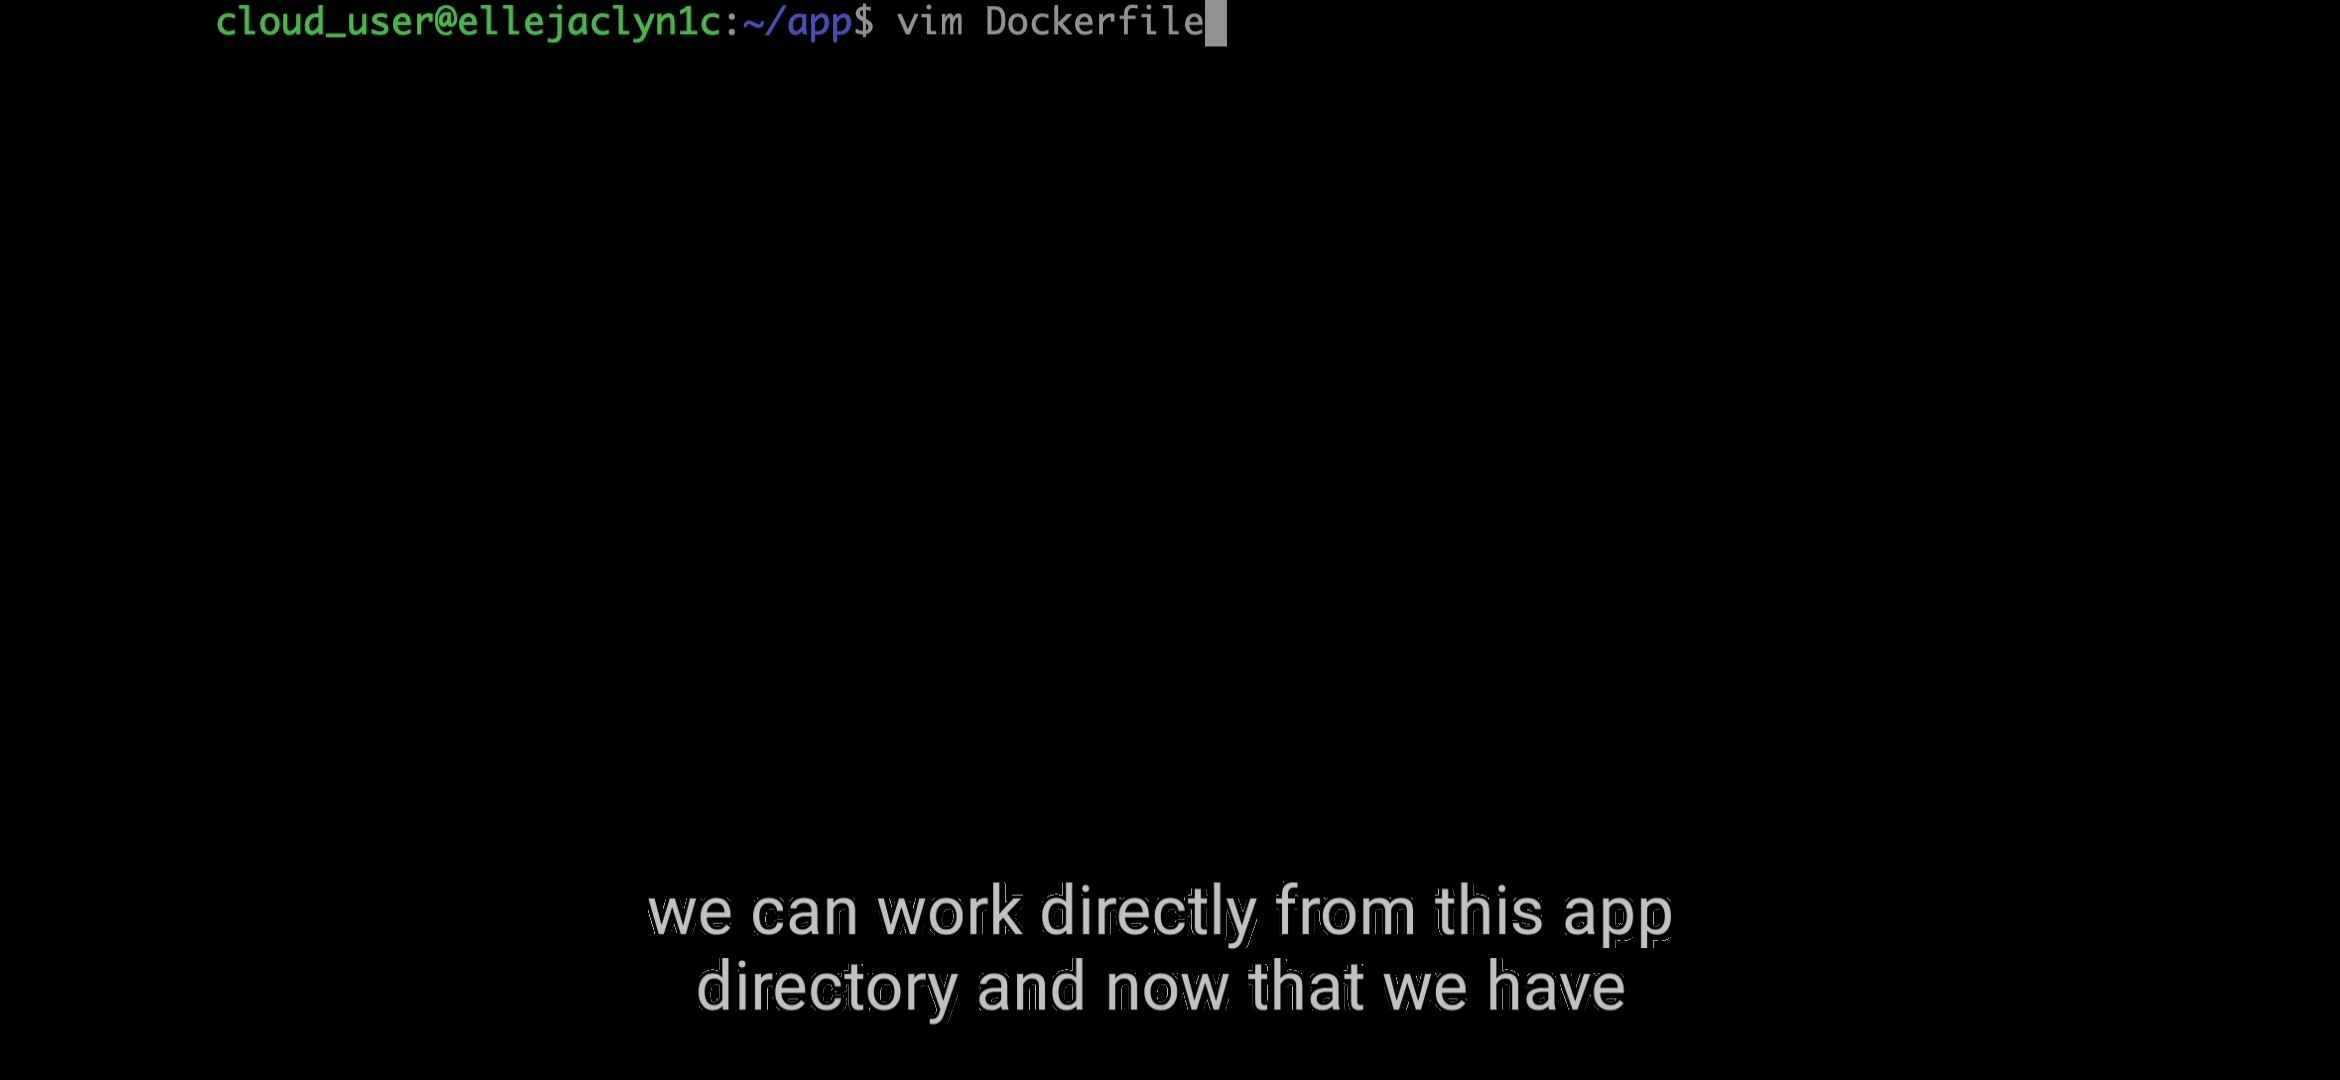 cloud_user@ellejaclyn1c:~/app$ vim Dockerfile
we can work directly from this app
directory and now that we have